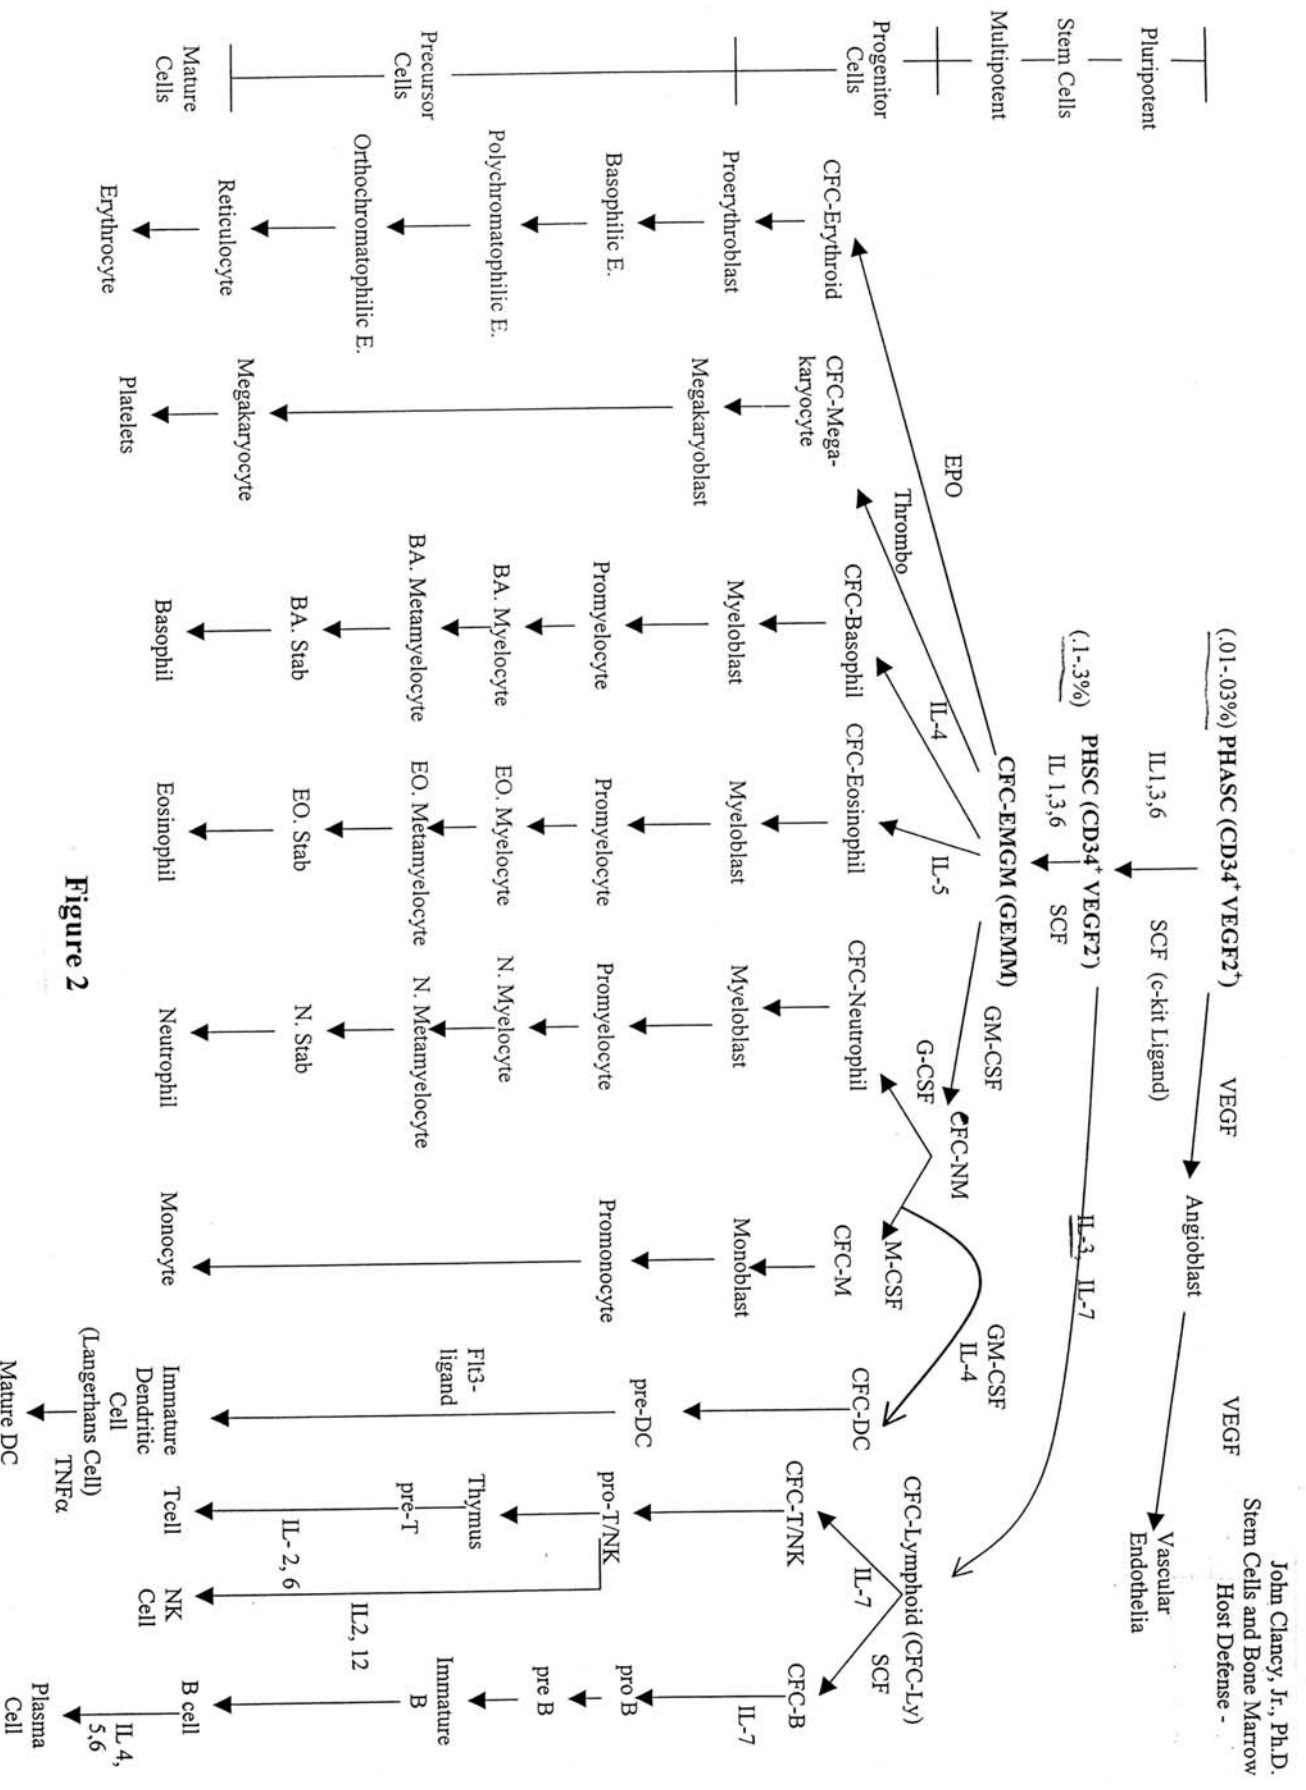 John Clancy, Jr., Ph.D.
Stem Cells and Bone Marrow
Host Defense -
Pluripotent
Stem Cells
Multipotent
Progenitor
Cells
Precursor
Cells
Mature
Cells
(.01-.03%) PHASC (CD34⁺ VEGF2⁺)
VEGF
Angioblast
VEGF
Vascular
Endothelia
IL1,3,6
SCF (c-kit Ligand)
(.1-.3%) PHSC (CD34⁺ VEGF2⁻)
IL 1,3,6
SCF
IL-3, IL-7
CFC-EMGM (GEMM)
EPO
Thrombo
IL-4
IL-5
GM-CSF
G-CSF
CFC-NM
M-CSF
GM-CSF
IL-4
CFC-Lymphoid (CFC-Ly)
IL-7
SCF
CFC-Erythroid
Proerythroblast
Basophilic E.
Polychromatophilic E.
Orthochromatophilic E.
Reticulocyte
Erythrocyte
CFC-Mega-
karyocyte
Megakaryoblast
Megakaryocyte
Platelets
CFC-Basophil
Myeloblast
Promyelocyte
BA. Myelocyte
BA. Metamyelocyte
BA. Stab
Basophil
CFC-Eosinophil
Myeloblast
Promyelocyte
EO. Myelocyte
EO. Metamyelocyte
EO. Stab
Eosinophil
CFC-Neutrophil
Myeloblast
Promyelocyte
N. Myelocyte
N. Metamyelocyte
N. Stab
Neutrophil
CFC-M
Monoblast
Promonocyte
Monocyte
CFC-DC
pre-DC
Flt3-
ligand
Immature
Dendritic
Cell
(Langerhans Cell)
TNFα
Mature DC
CFC-T/NK
pro-T/NK
Thymus
pre-T
IL- 2, 6
Tcell
IL2, 12
NK
Cell
CFC-B
IL-7
pro B
pre B
Immature
B
B cell
IL 4,
5,6
Plasma
Cell
Figure 2